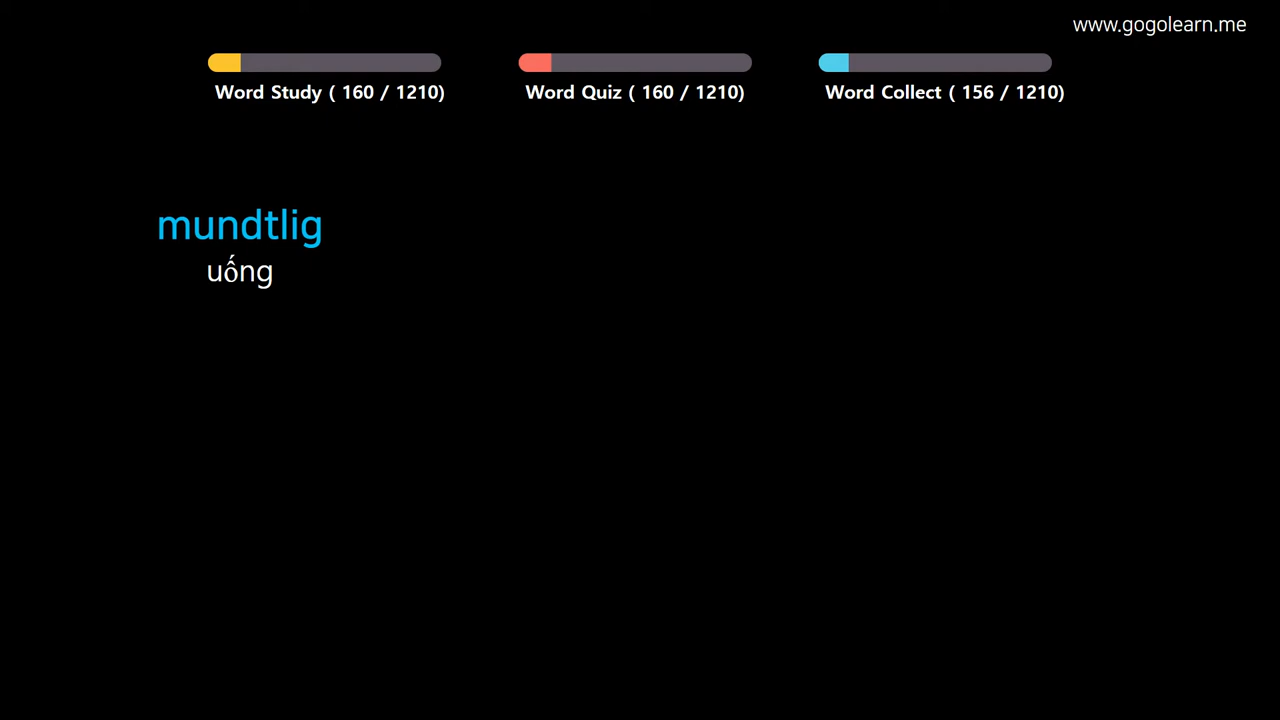 www.gogolearn.me
Word Study ( 160 / 1210)
Word Quiz ( 160 / 1210)
Word Collect ( 156 / 1210)
mundtlig
uống